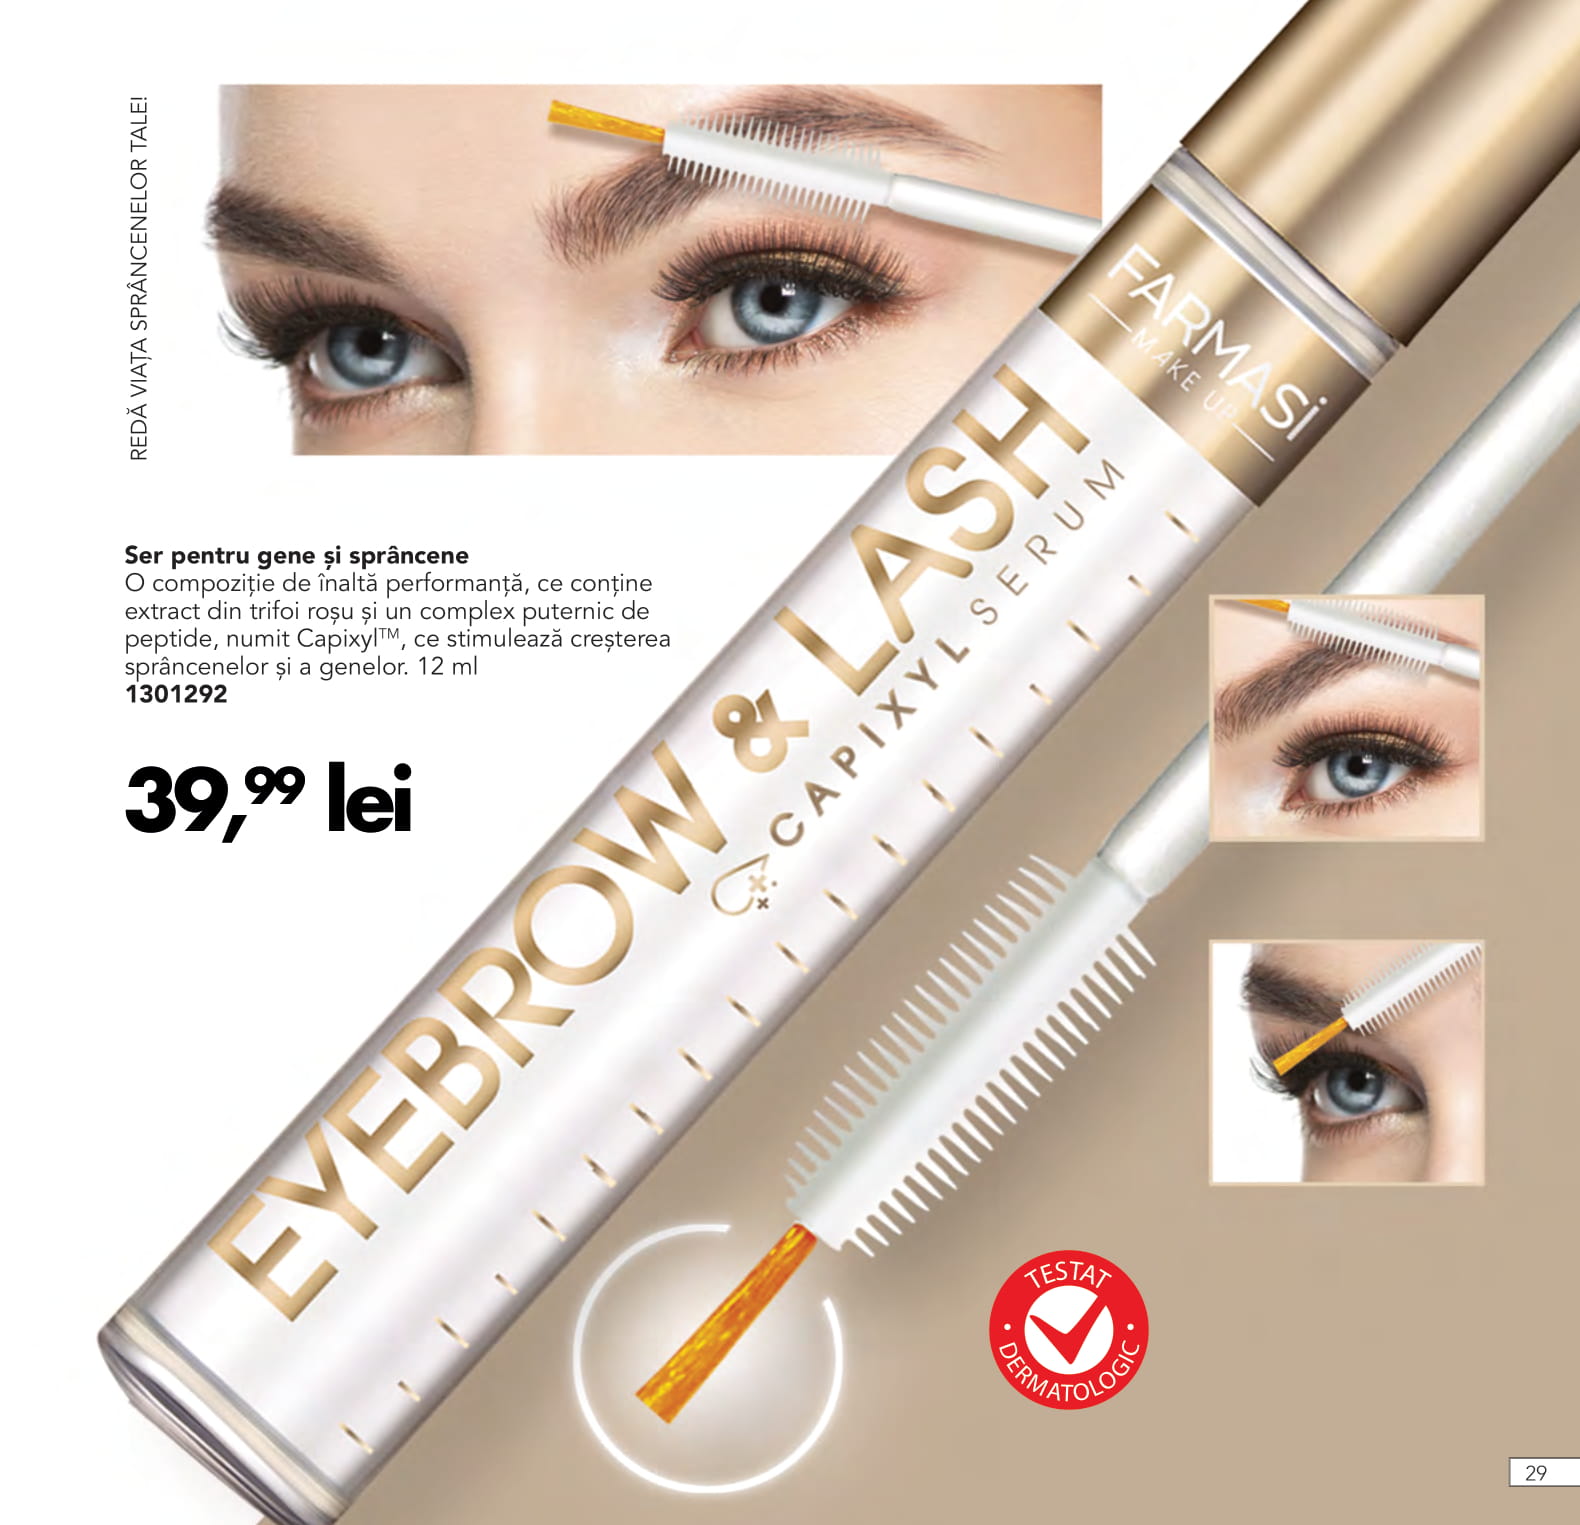 REDĂ VIAȚA SPRÂNCENELOR TALE!
FARMASi
MAKE UP
EYEBROW & LASH
CAPIXYL SERUM
Ser pentru gene și sprâncene
O compoziție de înaltă performanță, ce conține
extract din trifoi roșu și un complex puternic de
peptide, numit Capixyl™, ce stimulează creșterea
sprâncenelor și a genelor. 12 ml
1301292
39,99 lei
TESTAT
DERMATOLOGIC
29